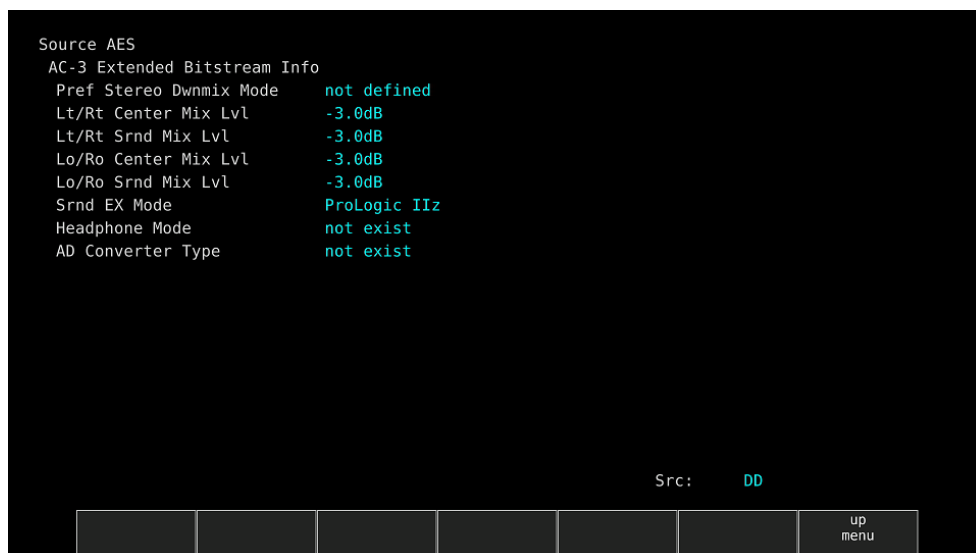 Source AES
AC-3 Extended Bitstream Info
Pref Stereo Dwnmix Mode not defined
Lt/Rt Center Mix Lvl -3.0dB
Lt/Rt Srnd Mix Lvl -3.0dB
Lo/Ro Center Mix Lvl -3.0dB
Lo/Ro Srnd Mix Lvl -3.0dB
Srnd EX Mode ProLogic IIz
Headphone Mode not exist
AD Converter Type not exist
Src: DD
up
menu